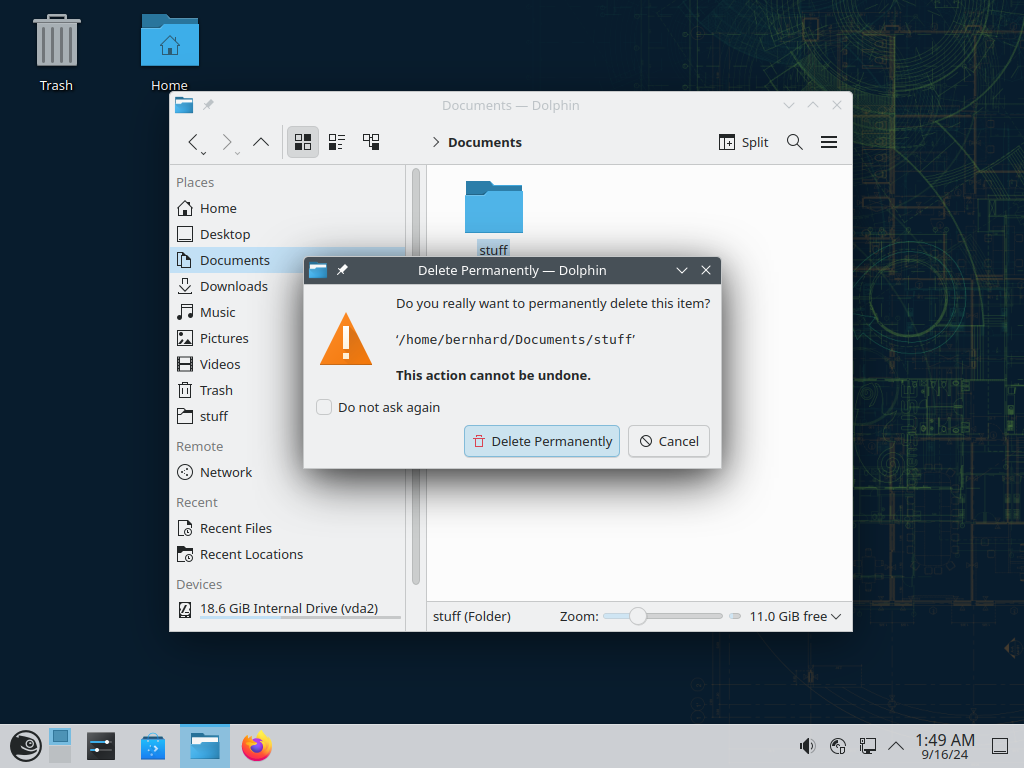 Trash
Home
Documents — Dolphin
Documents
Split
Places
Home
Desktop
Documents
Downloads
Music
Pictures
Videos
Trash
stuff
Remote
Network
Recent
Recent Files
Recent Locations
Devices
18.6 GiB Internal Drive (vda2)
stuff
Delete Permanently — Dolphin
Do you really want to permanently delete this item?
‘/home/bernhard/Documents/stuff’
This action cannot be undone.
Do not ask again
Delete Permanently
Cancel
stuff (Folder)
Zoom:
11.0 GiB free
1:49 AM
9/16/24